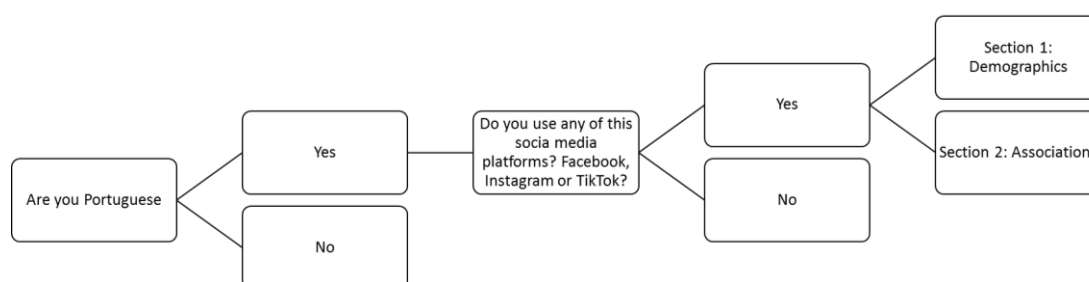 Are you Portuguese
Yes
No
Do you use any of this
socia media
platforms? Facebook,
Instagram or TikTok?
Yes
No
Section 1:
Demographics
Section 2: Association